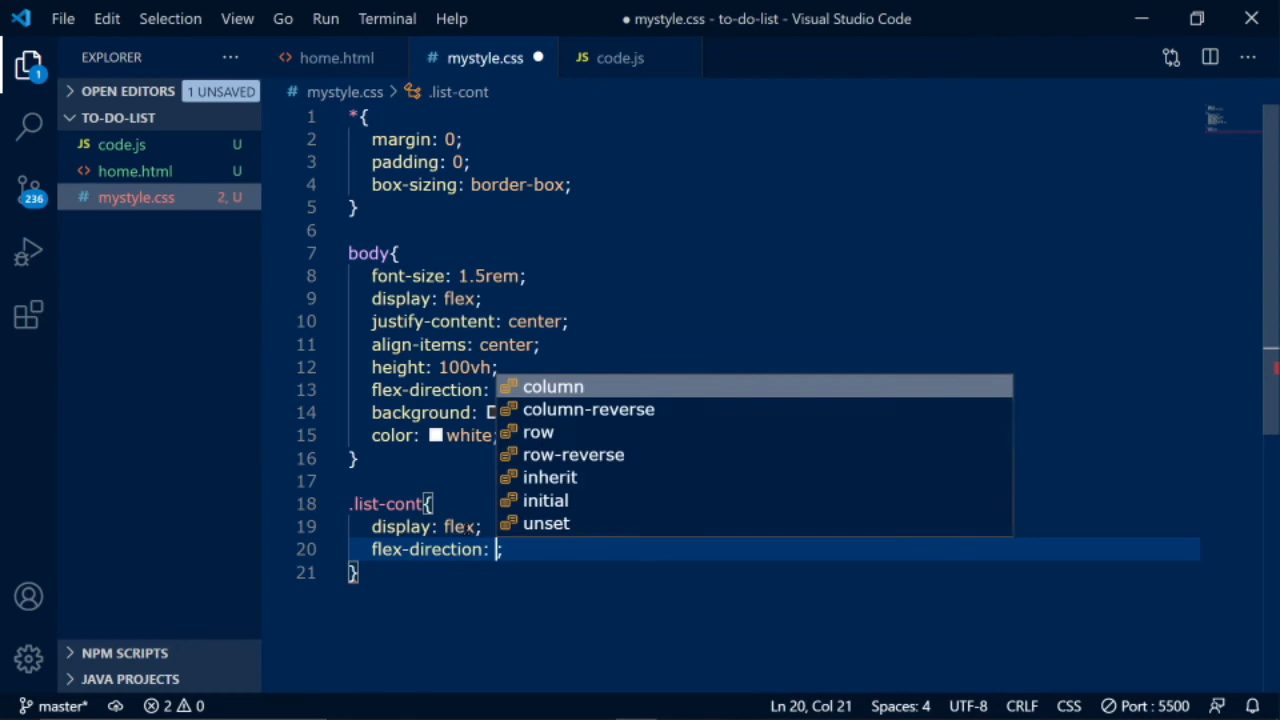 File Edit Selection View Go Run Terminal Help ● mystyle.css - to-do-list - Visual Studio Code
EXPLORER ··· <> home.html # mystyle.css ● JS code.js ···
OPEN EDITORS 1 UNSAVED # mystyle.css > .list-cont
TO-DO-LIST
JS code.js U
<> home.html U
# mystyle.css 2, U
1
236
1 *{
2 margin: 0;
3 padding: 0;
4 box-sizing: border-box;
5 }
6
7 body{
8 font-size: 1.5rem;
9 display: flex;
10 justify-content: center;
11 align-items: center;
12 height: 100vh;
13 flex-direction:
14 background:
15 color: white;
16 }
17
18 .list-cont{
19 display: flex;
20 flex-direction: ;
21 }
column
column-reverse
row
row-reverse
inherit
initial
unset
NPM SCRIPTS
JAVA PROJECTS
master* 2 0 Ln 20, Col 21 Spaces: 4 UTF-8 CRLF CSS Port : 5500